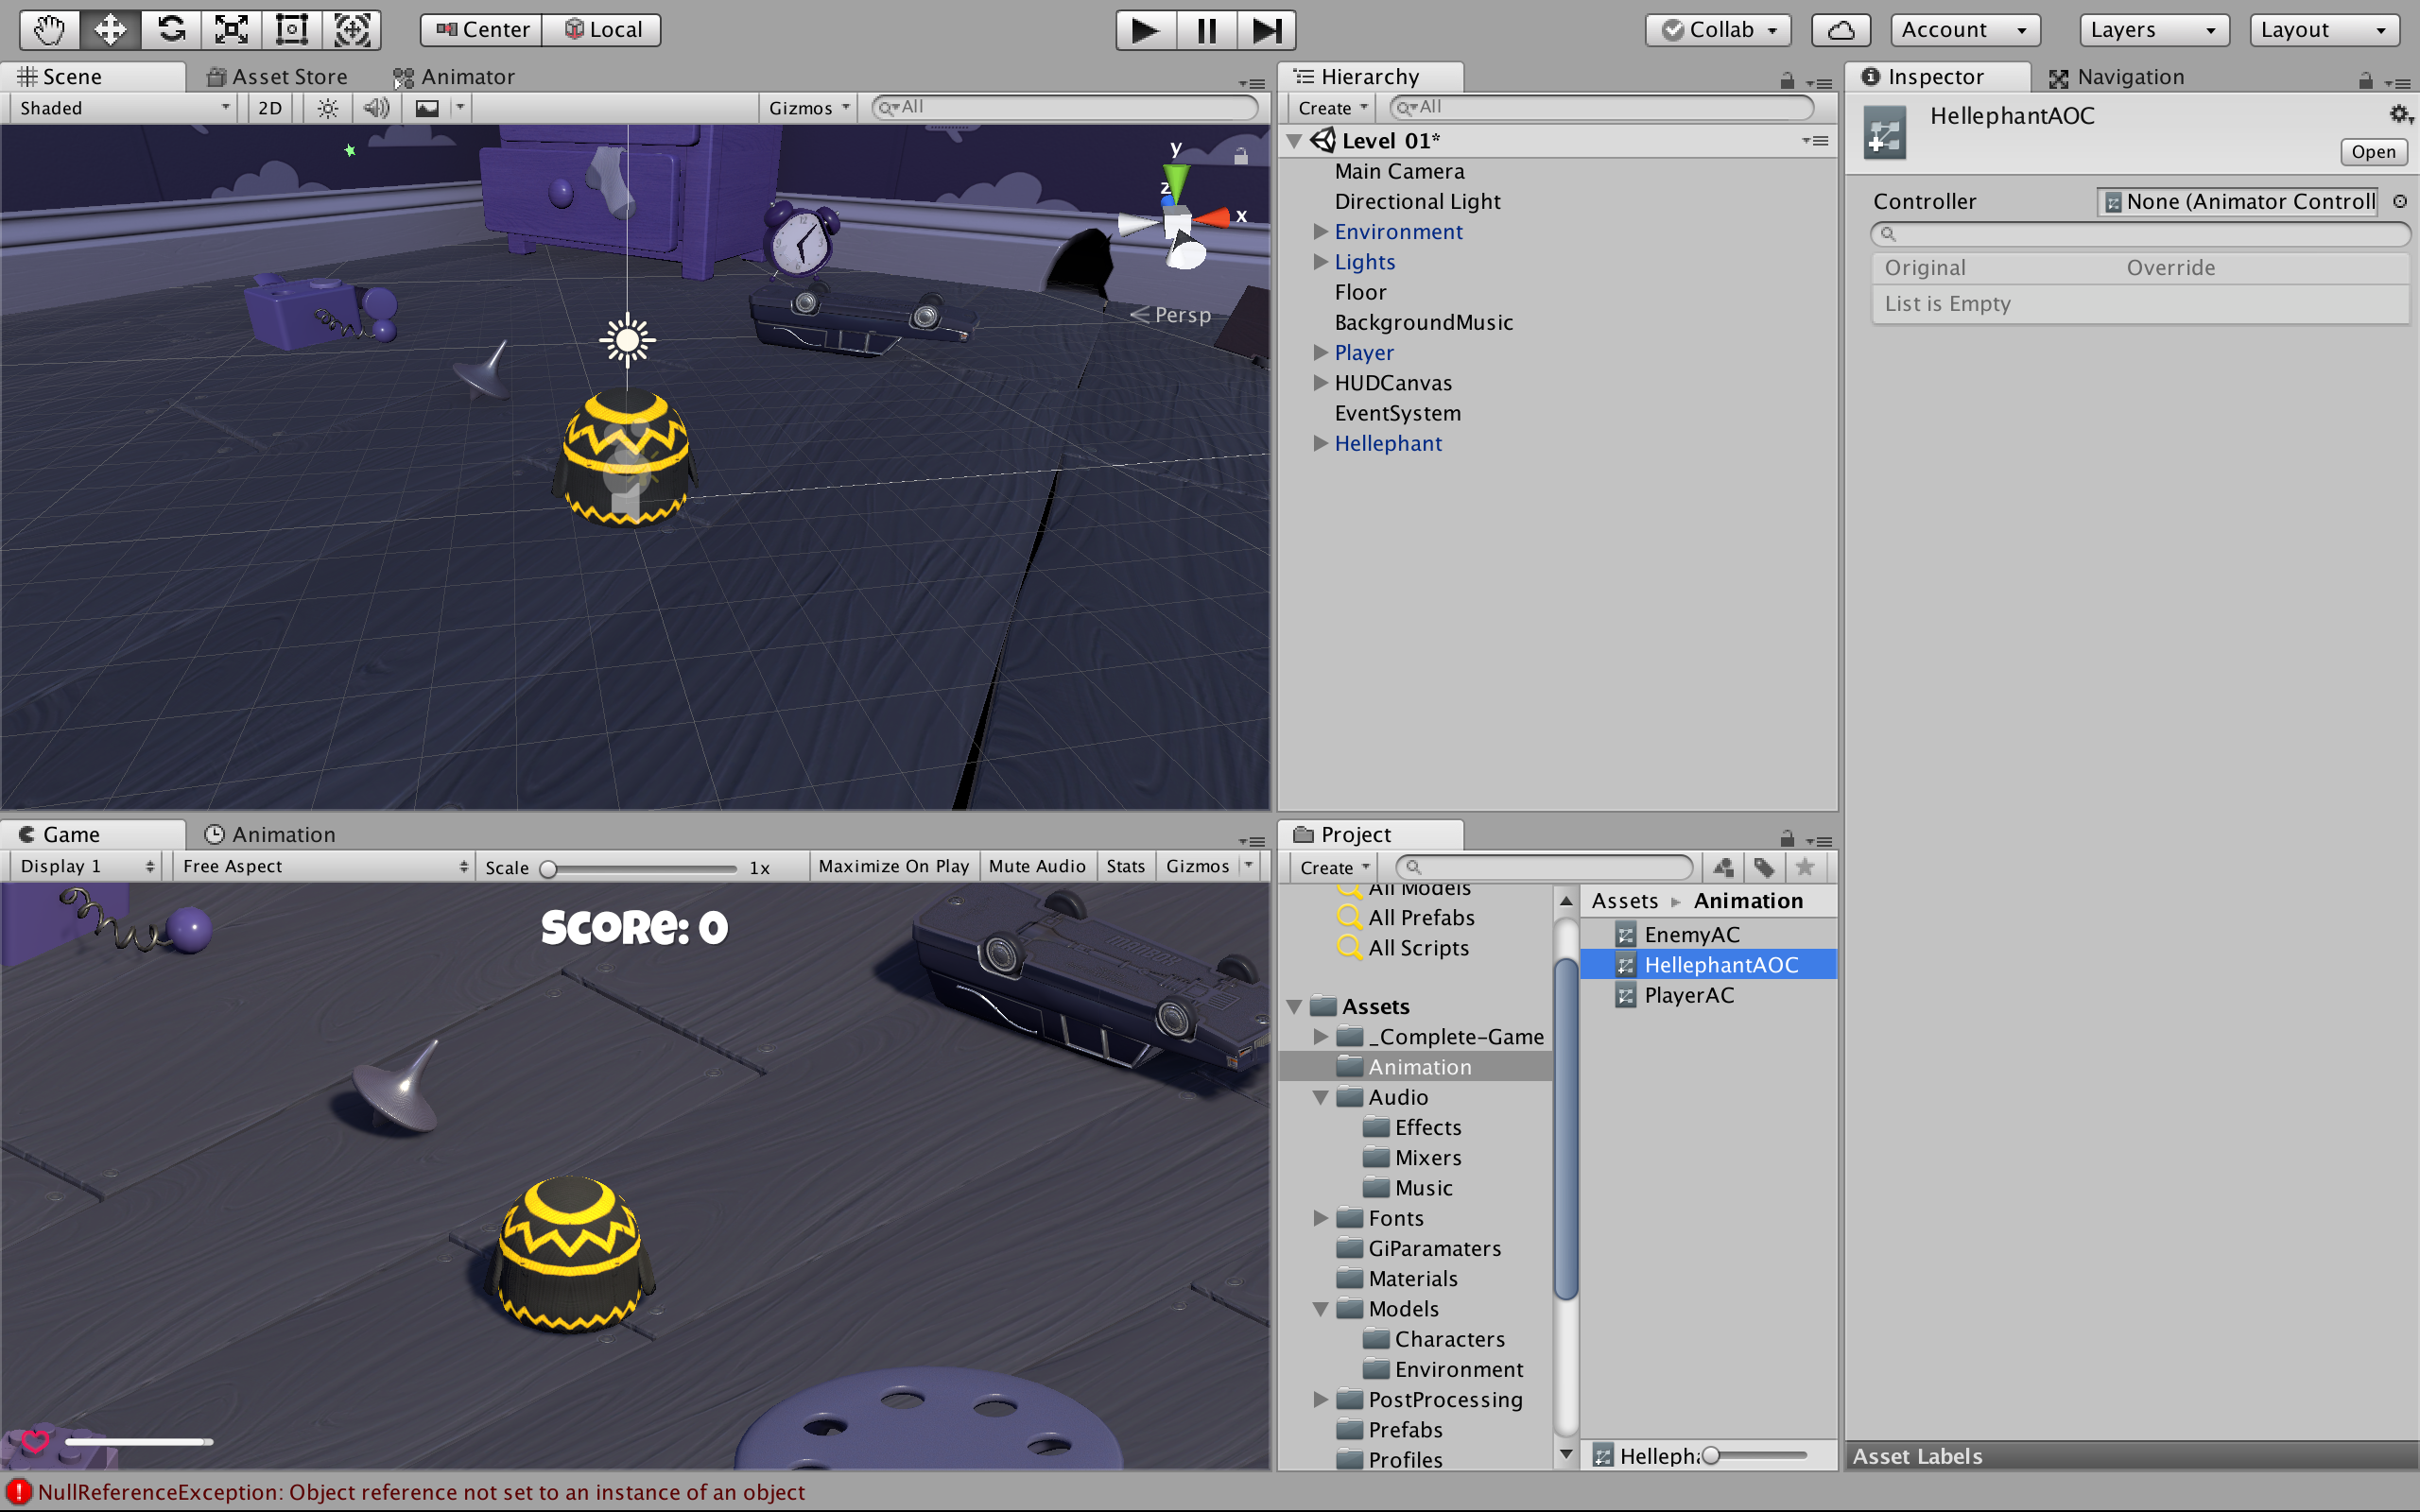 Center Local Collab Account Layers Layout
Scene Asset Store Animator
Shaded 2D Gizmos All
y
z
x
Persp
Hierarchy
Create All
Level 01*
Main Camera
Directional Light
Environment
Lights
Floor
BackgroundMusic
Player
HUDCanvas
EventSystem
Hellephant
Inspector Navigation
HellephantAOC
Open
Controller None (Animator Controll
Original Override
List is Empty
Game Animation
Display 1 Free Aspect Scale 1x Maximize On Play Mute Audio Stats Gizmos
SCORE: 0
Project
Create
All Models
All Prefabs
All Scripts
Assets
_Complete-Game
Animation
Audio
Effects
Mixers
Music
Fonts
GiParamaters
Materials
Models
Characters
Environment
PostProcessing
Prefabs
Profiles
Assets Animation
EnemyAC
HellephantAOC
PlayerAC
Helleph
Asset Labels
NullReferenceException: Object reference not set to an instance of an object